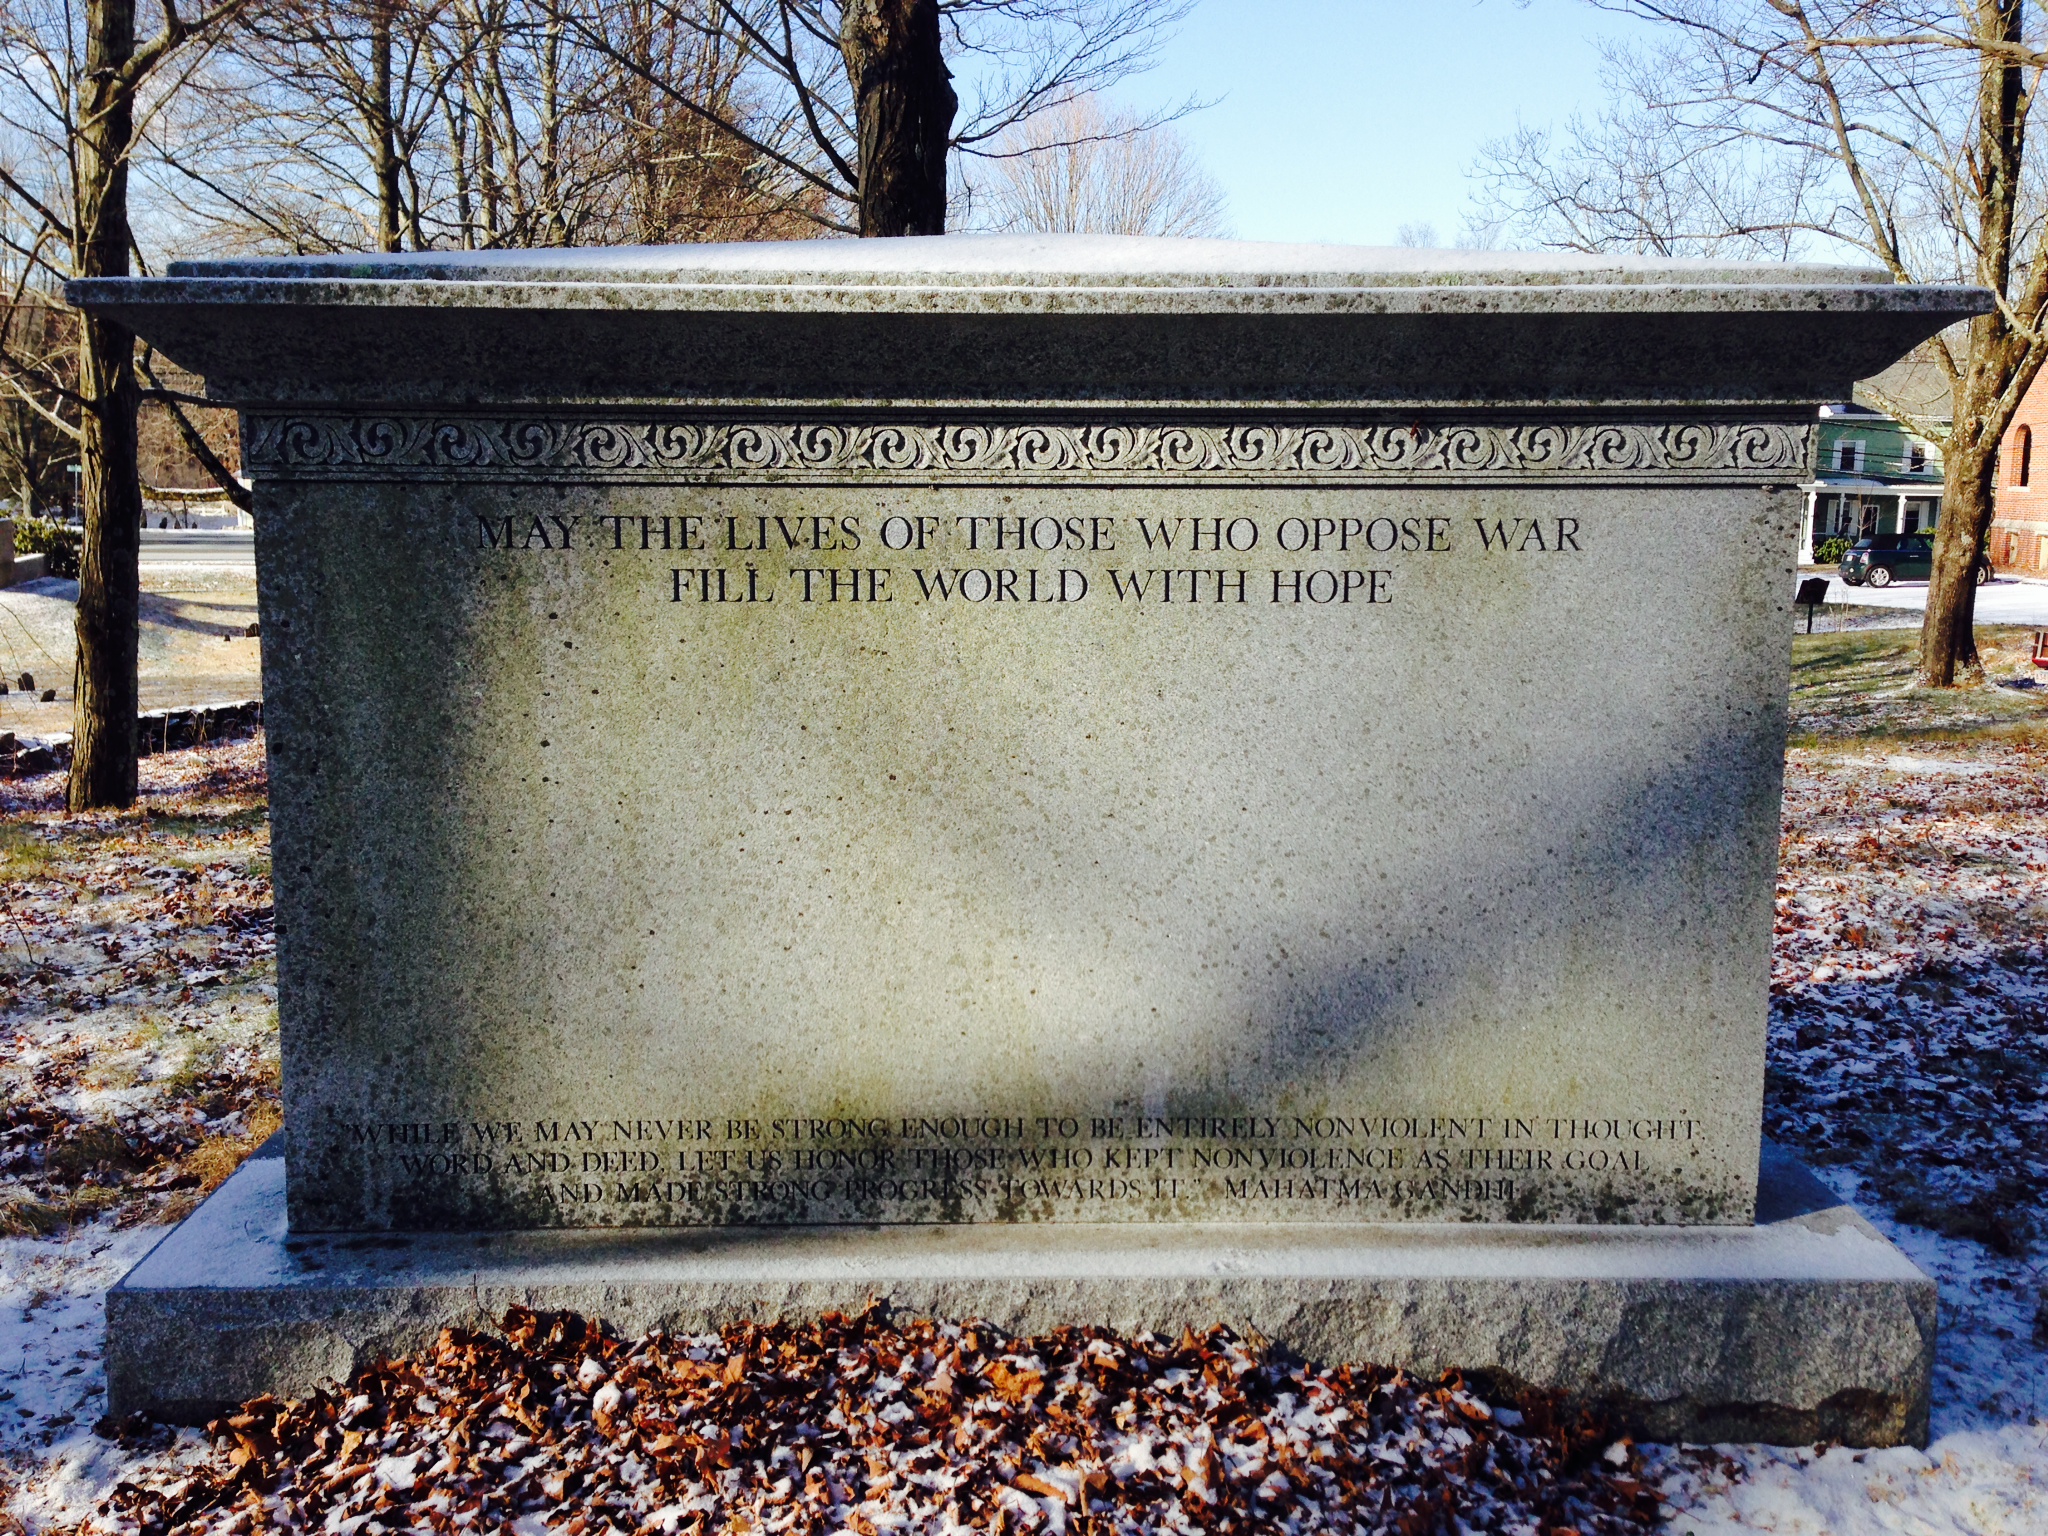 MAY THE LIVES OF THOSE WHO OPPOSE WAR
FILL THE WORLD WITH HOPE
"WHILE WE MAY NEVER BE STRONG ENOUGH TO BE ENTIRELY NONVIOLENT IN THOUGHT,
WORD AND DEED, LET US HONOR THOSE WHO KEPT NONVIOLENCE AS THEIR GOAL
AND MADE STRONG PROGRESS TOWARDS IT." MAHATMA GANDHI